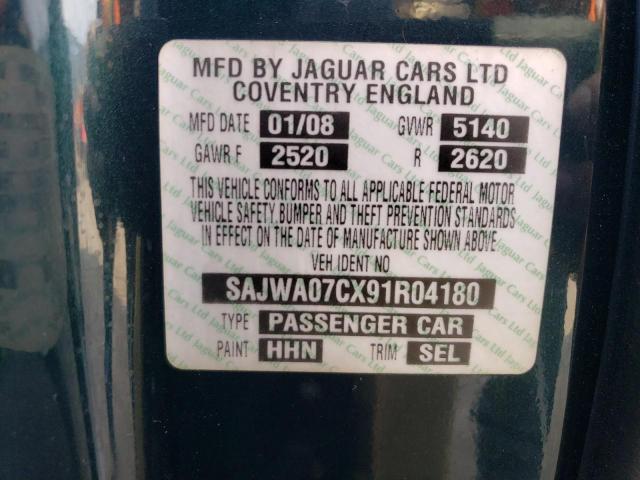 MFD BY JAGUAR CARS LTD
COVENTRY ENGLAND
MFD DATE 01/08 GVWR 5140
GAWR F 2520 R 2620
THIS VEHICLE CONFORMS TO ALL APPLICABLE FEDERAL MOTOR
VEHICLE SAFETY, BUMPER AND THEFT PREVENTION STANDARDS
IN EFFECT ON THE DATE OF MANUFACTURE SHOWN ABOVE
VEH IDENT NO
SAJWA07CX91R04180
TYPE PASSENGER CAR
PAINT HHN TRIM SEL